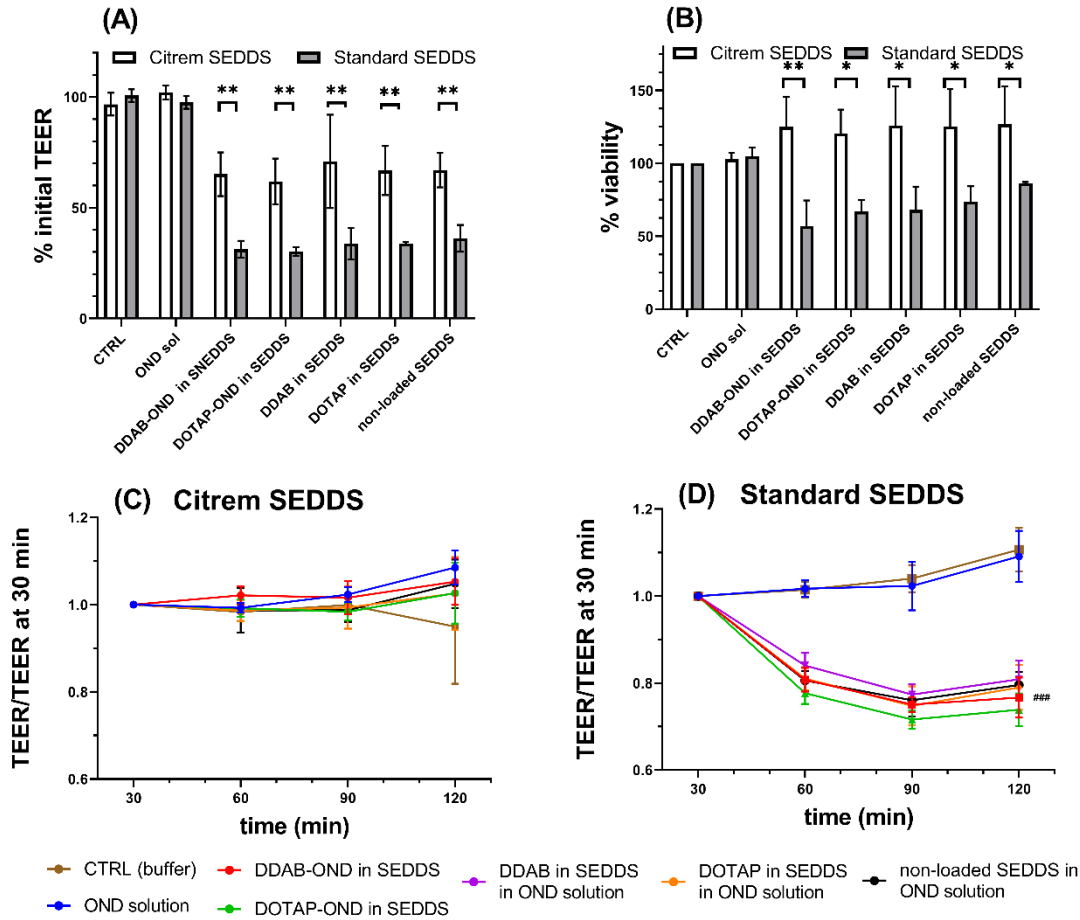 (A)
Citrem SEDDS
Standard SEDDS
** ** ** ** **
% initial TEER
100
50
0
CTRL
OND sol
DDAB-OND in SNEDDS
DOTAP-OND in SEDDS
DDAB in SEDDS
DOTAP in SEDDS
non-loaded SEDDS
(B)
Citrem SEDDS
Standard SEDDS
** * * * *
% viability
150
100
50
0
CTRL
OND sol
DDAB-OND in SEDDS
DOTAP-OND in SEDDS
DDAB in SEDDS
DOTAP in SEDDS
non-loaded SEDDS
(C) Citrem SEDDS
TEER/TEER at 30 min
1.2
1.0
0.8
0.6
30 60 90 120
time (min)
(D) Standard SEDDS
TEER/TEER at 30 min
1.2
1.0
0.8
0.6
###
30 60 90 120
time (min)
CTRL (buffer)
OND solution
DDAB-OND in SEDDS
DOTAP-OND in SEDDS
DDAB in SEDDS
in OND solution
DOTAP in SEDDS
in OND solution
non-loaded SEDDS in
OND solution